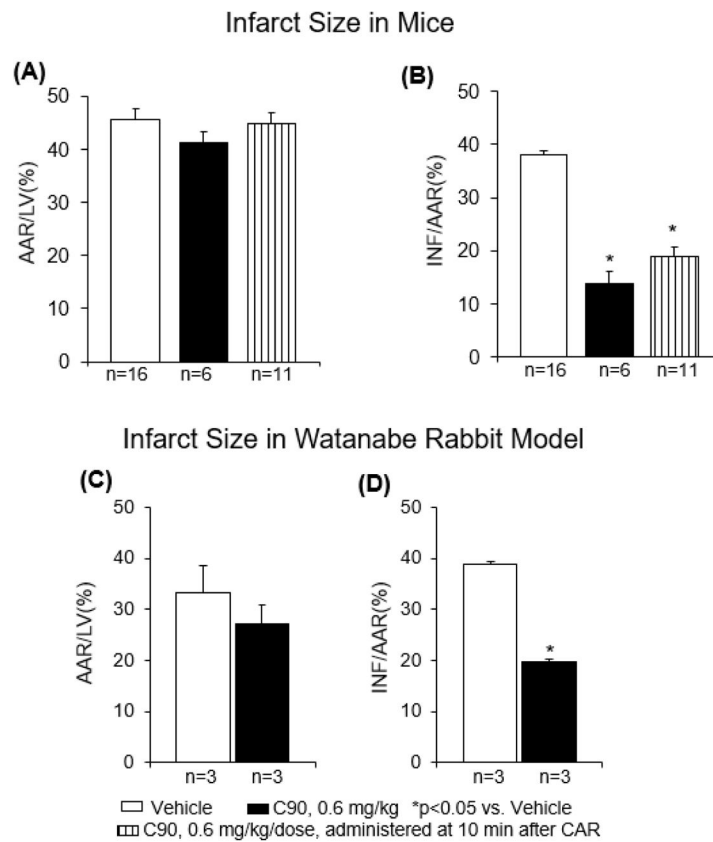 Infarct Size in Mice
(A)
(B)
50
40
30
20
10
0
AAR/LV(%)
n=16 n=6 n=11
50
40
30
20
10
0
INF/AAR(%)
* *
n=16 n=6 n=11
Infarct Size in Watanabe Rabbit Model
(C)
(D)
50
40
30
20
10
0
AAR/LV(%)
n=3 n=3
50
40
30
20
10
0
INF/AAR(%)
*
n=3 n=3
Vehicle C90, 0.6 mg/kg *p<0.05 vs. Vehicle
C90, 0.6 mg/kg/dose, administered at 10 min after CAR